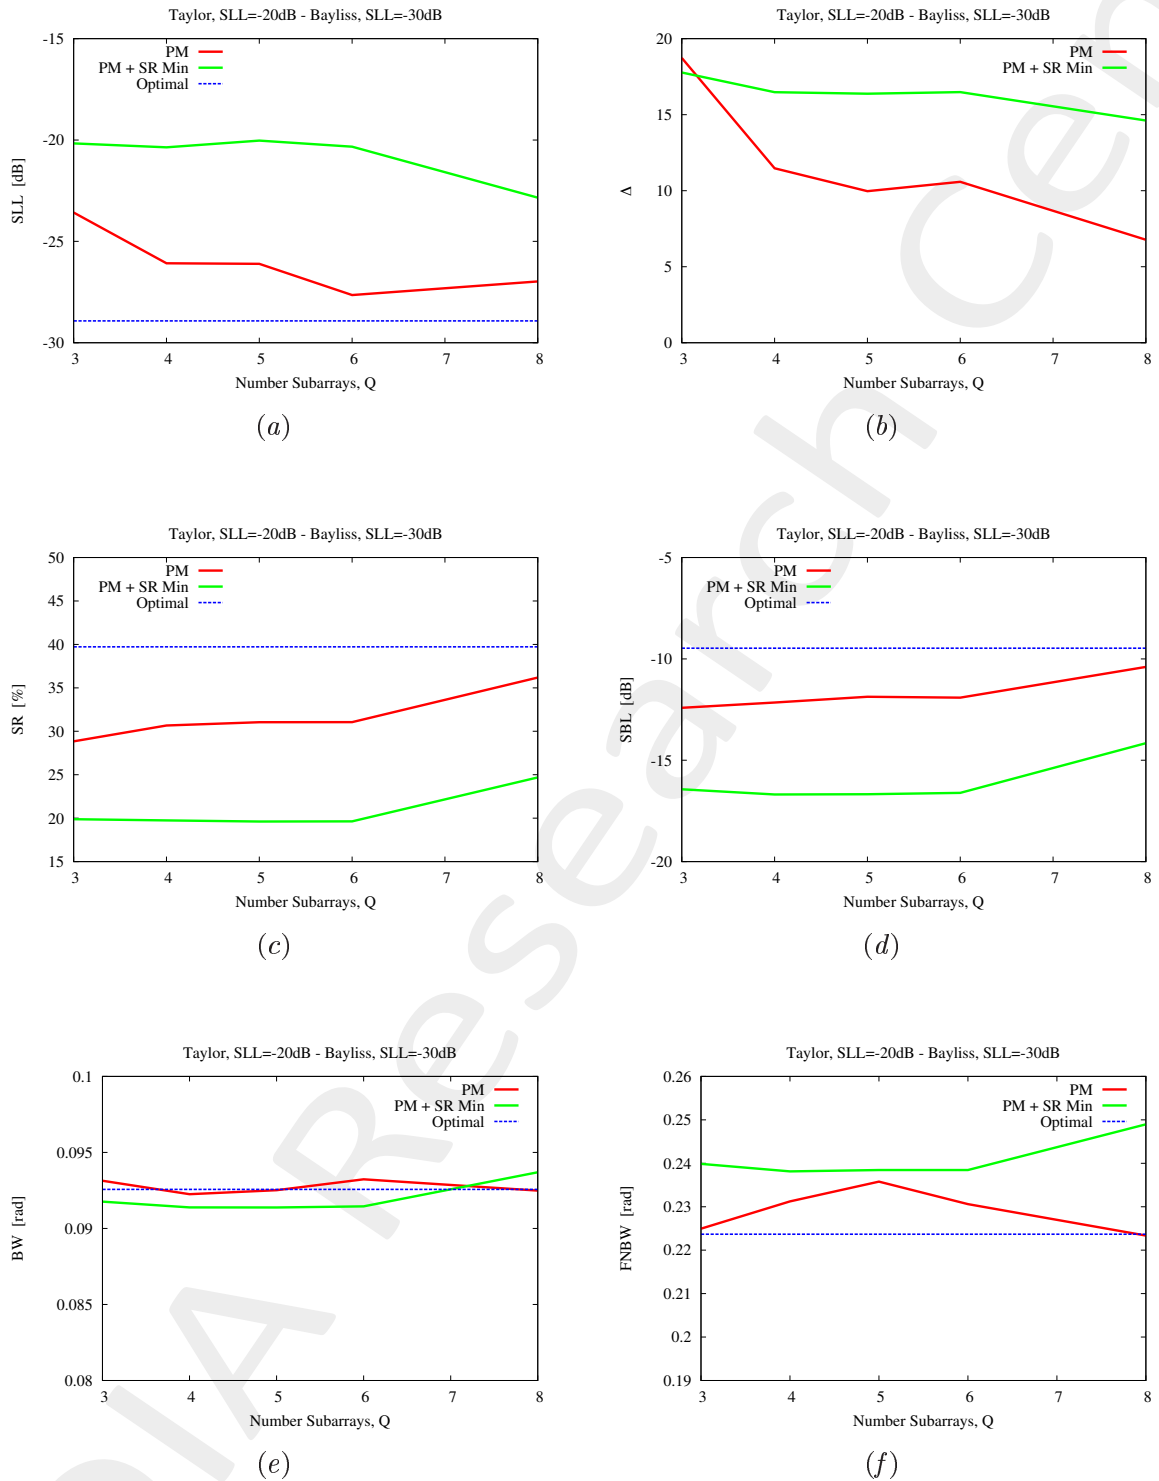 Taylor, SLL=-20dB - Bayliss, SLL=-30dB
-15
-20
-25
-30
SLL [dB]
PM
PM + SR Min
Optimal
3 4 5 6 7 8
Number Subarrays, Q
(a)
Taylor, SLL=-20dB - Bayliss, SLL=-30dB
20
15
10
5
0
Δ
PM
PM + SR Min
3 4 5 6 7 8
Number Subarrays, Q
(b)
Taylor, SLL=-20dB - Bayliss, SLL=-30dB
50
45
40
35
30
25
20
15
SR [%]
PM
PM + SR Min
Optimal
3 4 5 6 7 8
Number Subarrays, Q
(c)
Taylor, SLL=-20dB - Bayliss, SLL=-30dB
-5
-10
-15
-20
SBL [dB]
PM
PM + SR Min
Optimal
3 4 5 6 7 8
Number Subarrays, Q
(d)
Taylor, SLL=-20dB - Bayliss, SLL=-30dB
0.1
0.095
0.09
0.085
0.08
BW [rad]
PM
PM + SR Min
Optimal
3 4 5 6 7 8
Number Subarrays, Q
(e)
Taylor, SLL=-20dB - Bayliss, SLL=-30dB
0.26
0.25
0.24
0.23
0.22
0.21
0.2
0.19
FNBW [rad]
PM
PM + SR Min
Optimal
3 4 5 6 7 8
Number Subarrays, Q
(f)
DIA Research Cen